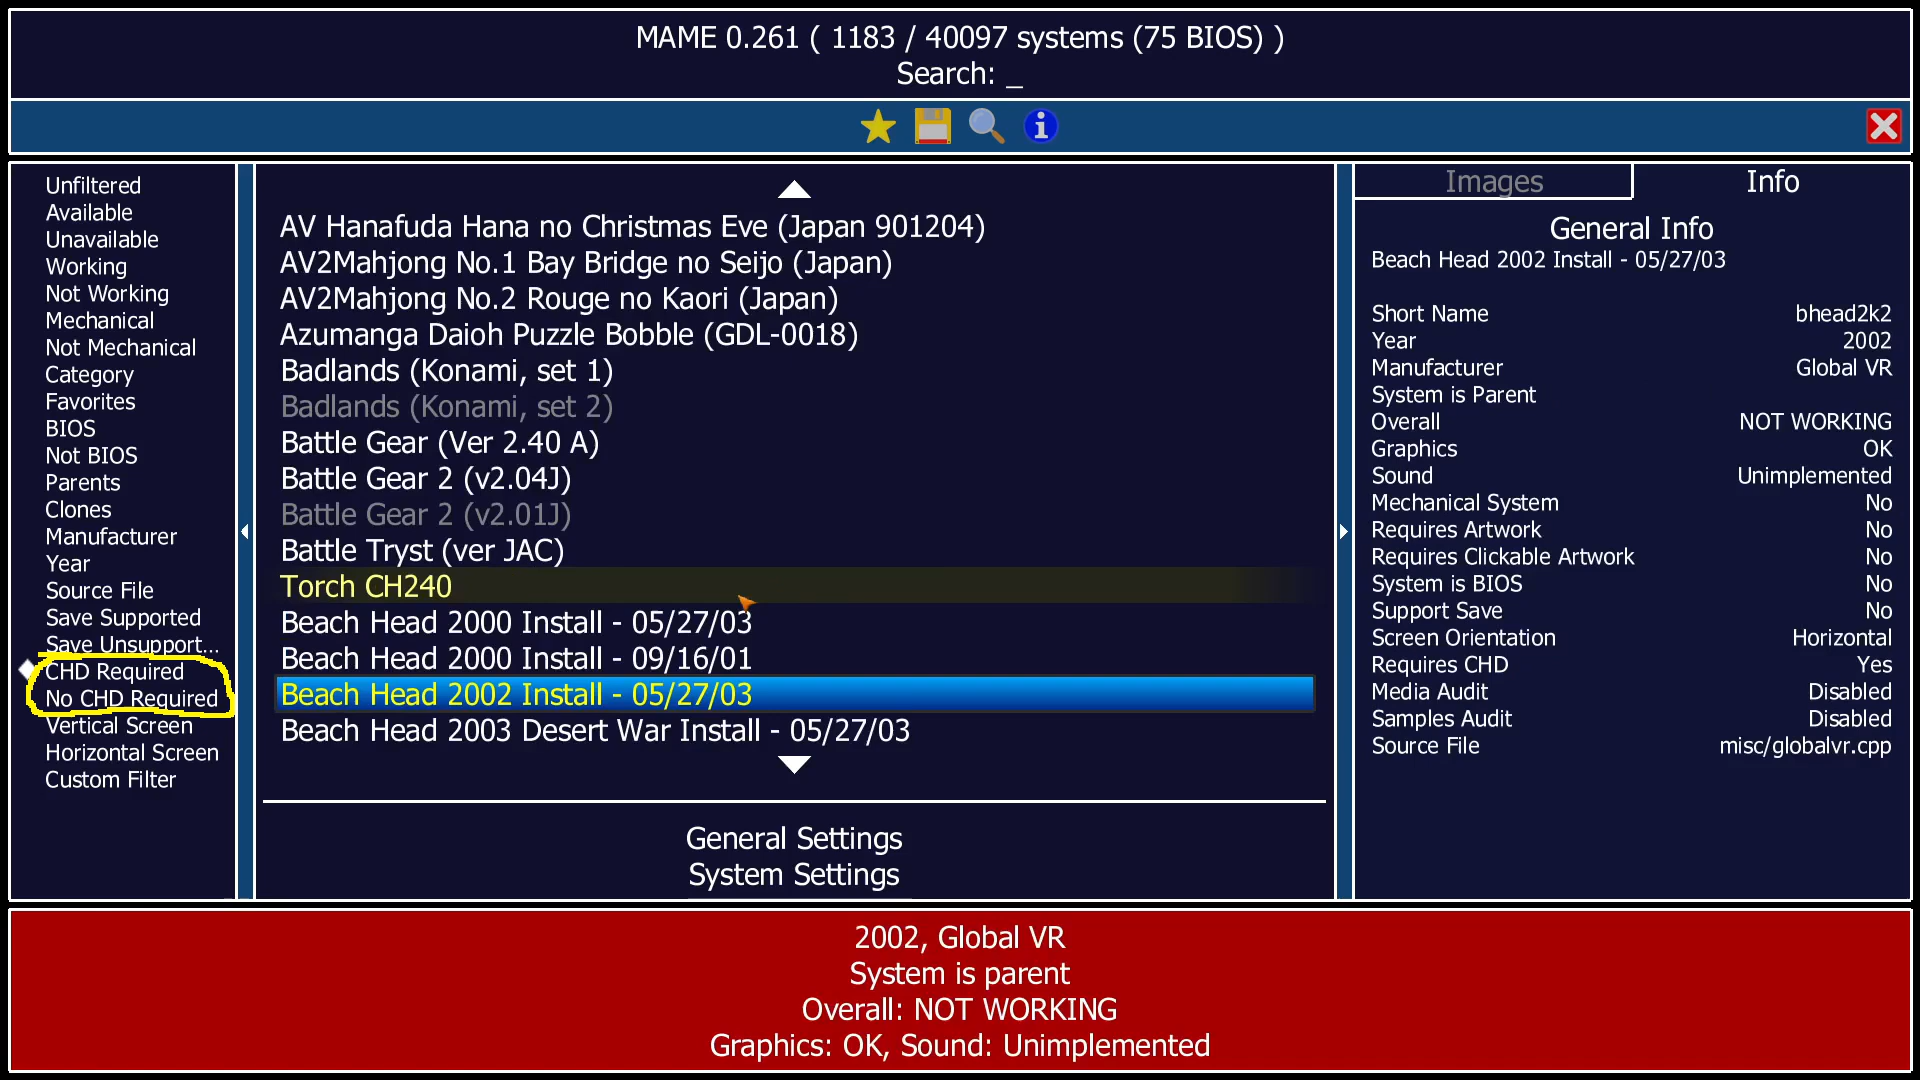 MAME 0.261 ( 1183 / 40097 systems (75 BIOS) )
Search: _
Unfiltered
Available
Unavailable
Working
Not Working
Mechanical
Not Mechanical
Category
Favorites
BIOS
Not BIOS
Parents
Clones
Manufacturer
Year
Source File
Save Supported
Save Unsupport...
CHD Required
No CHD Required
Vertical Screen
Horizontal Screen
Custom Filter
AV Hanafuda Hana no Christmas Eve (Japan 901204)
AV2Mahjong No.1 Bay Bridge no Seijo (Japan)
AV2Mahjong No.2 Rouge no Kaori (Japan)
Azumanga Daioh Puzzle Bobble (GDL-0018)
Badlands (Konami, set 1)
Badlands (Konami, set 2)
Battle Gear (Ver 2.40 A)
Battle Gear 2 (v2.04J)
Battle Gear 2 (v2.01J)
Battle Tryst (ver JAC)
Torch CH240
Beach Head 2000 Install - 05/27/03
Beach Head 2000 Install - 09/16/01
Beach Head 2002 Install - 05/27/03
Beach Head 2003 Desert War Install - 05/27/03
General Settings
System Settings
Images Info
General Info
Beach Head 2002 Install - 05/27/03
Short Name bhead2k2
Year 2002
Manufacturer Global VR
System is Parent
Overall NOT WORKING
Graphics OK
Sound Unimplemented
Mechanical System No
Requires Artwork No
Requires Clickable Artwork No
System is BIOS No
Support Save No
Screen Orientation Horizontal
Requires CHD Yes
Media Audit Disabled
Samples Audit Disabled
Source File misc/globalvr.cpp
2002, Global VR
System is parent
Overall: NOT WORKING
Graphics: OK, Sound: Unimplemented